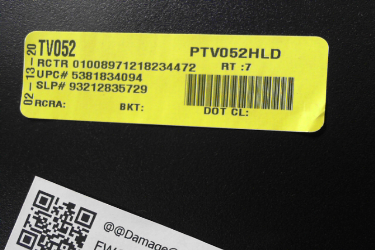 02-13-20
TV052 PTV052HLD
RCTR 01008971218234472 RT :7
UPC# 5381834094
SLP# 93212835729
RCRA: BKT: DOT CL:
@@Damage@